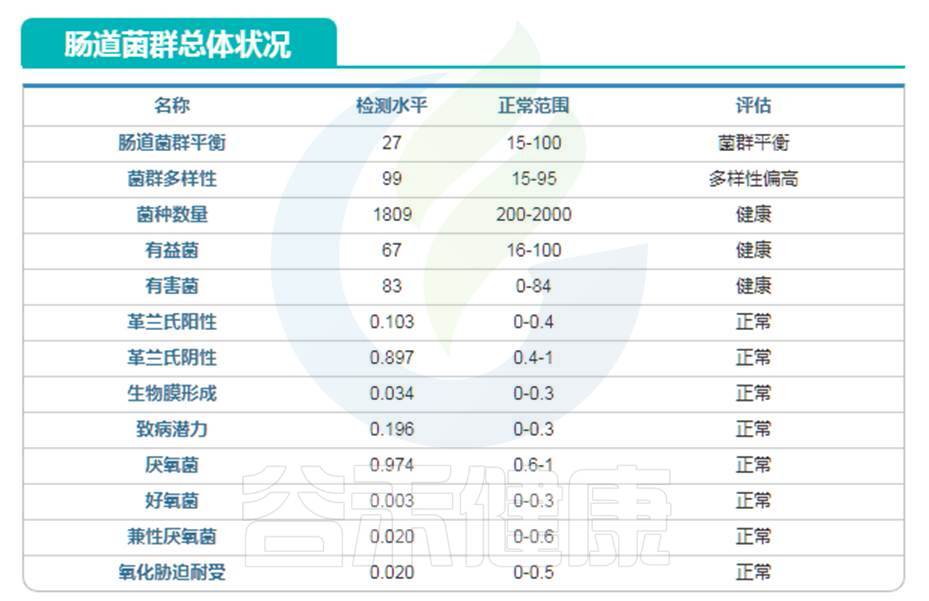 肠道菌群总体状况
名称 检测水平 正常范围 评估
肠道菌群平衡 27 15-100 菌群平衡
菌群多样性 99 15-95 多样性偏高
菌种数量 1809 200-2000 健康
有益菌 67 16-100 健康
有害菌 83 0-84 健康
革兰氏阳性 0.103 0-0.4 正常
革兰氏阴性 0.897 0.4-1 正常
生物膜形成 0.034 0-0.3 正常
致病潜力 0.196 0-0.3 正常
厌氧菌 0.974 0.6-1 正常
好氧菌 0.003 0-0.3 正常
兼性厌氧菌 0.020 0-0.6 正常
氧化胁迫耐受 0.020 0-0.5 正常
谷禾健康